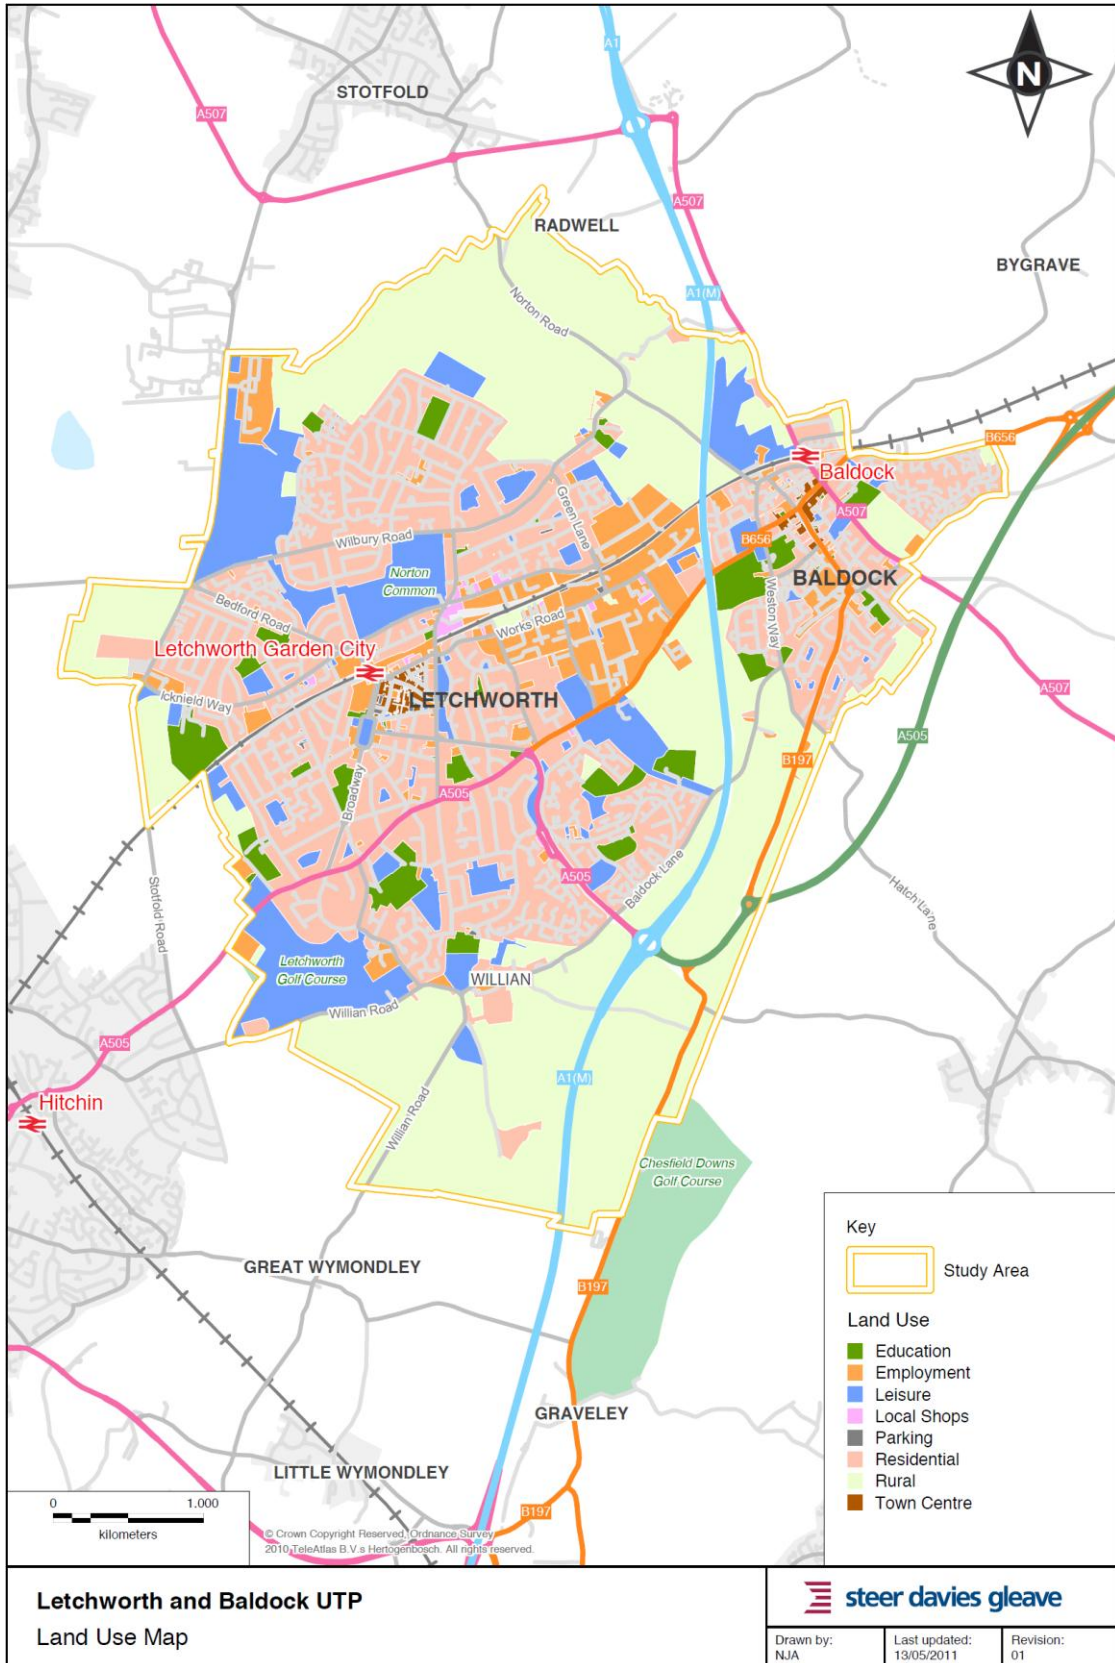 A1
STOTFOLD
A507
N
A507
RADWELL
BYGRAVE
A1(M)
Norton Road
B656
Baldock
Green Lane
A507
Wilbury Road
B656
Norton
Common
BALDOCK
Bedford Road
Works Road
Weston Way
Letchworth Garden City
A507
Icknield Way
LETCHWORTH
A505
B197
Broadway
A505
A505
Baldock Lane
Stotfold Road
Hatch Lane
Letchworth
Golf Course
WILLIAN
Willian Road
A505
A1(M)
Hitchin
Willian Road
Chesfield Downs
Golf Course
GREAT WYMONDLEY
B197
GRAVELEY
LITTLE WYMONDLEY
B197
Key
Study Area
Land Use
Education
Employment
Leisure
Local Shops
Parking
Residential
Rural
Town Centre
0 1,000
kilometers
© Crown Copyright Reserved, Ordnance Survey
2010 TeleAtlas B.V.s Hertogenbosch. All rights reserved.
Letchworth and Baldock UTP
Land Use Map
steer davies gleave
Drawn by:
NJA
Last updated:
13/05/2011
Revision:
01